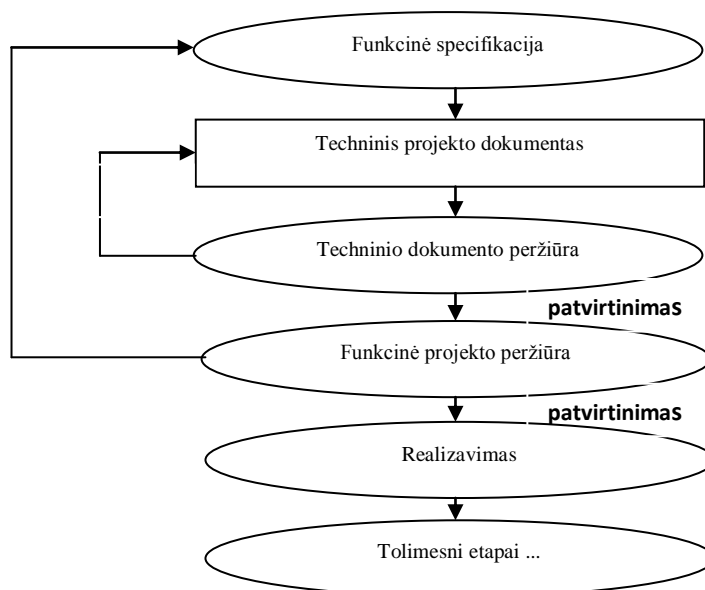 Funkcinė specifikacija
Techninis projekto dokumentas
Techninio dokumento peržiūra
patvirtinimas
Funkcinė projekto peržiūra
patvirtinimas
Realizavimas
Tolimesni etapai ...